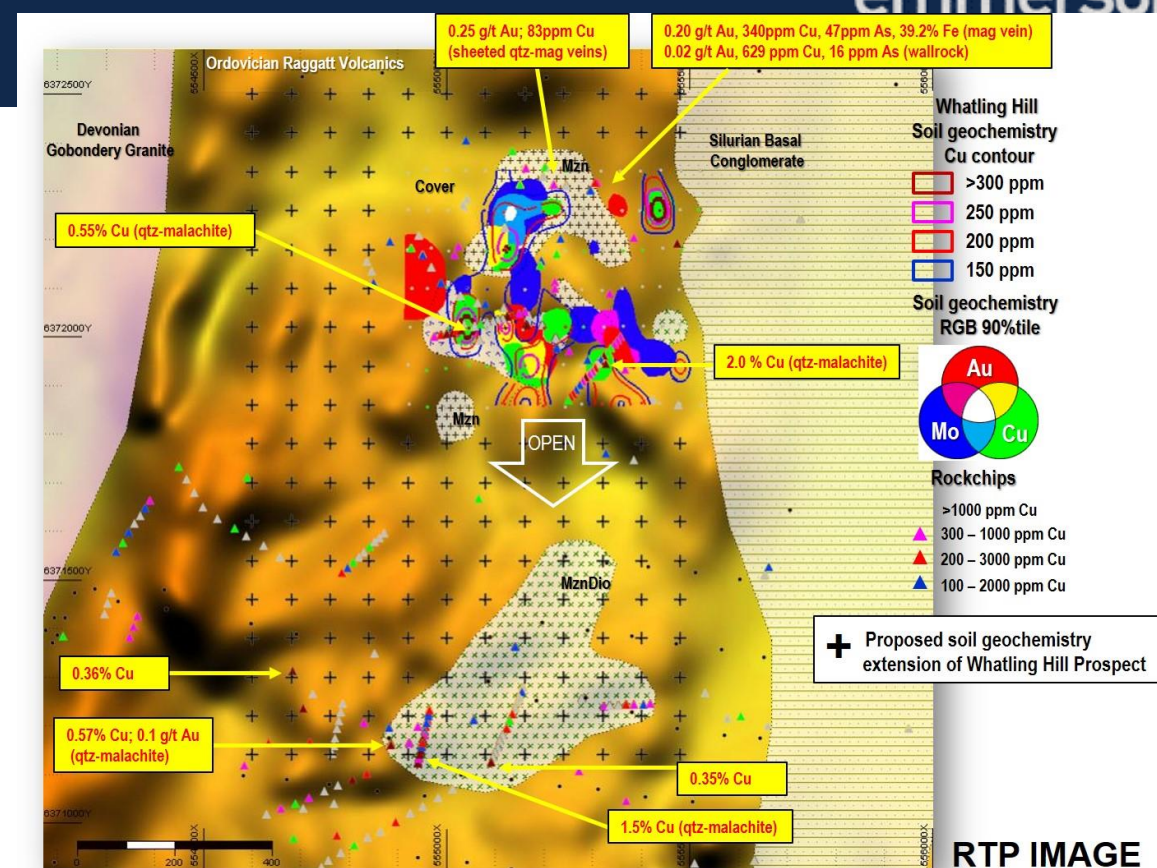 emmerson
0.25 g/t Au; 83ppm Cu
(sheeted qtz-mag veins)
0.20 g/t Au, 340ppm Cu, 47ppm As, 39.2% Fe (mag vein)
0.02 g/t Au, 629 ppm Cu, 16 ppm As (wallrock)
Ordovician Raggatt Volcanics
6372500Y
Devonian
Gobondery Granite
Silurian Basal
Conglomerate
Mzn
Cover
Whatling Hill
Soil geochemistry
Cu contour
>300 ppm
250 ppm
200 ppm
150 ppm
0.55% Cu (qtz-malachite)
Soil geochemistry
RGB 90%tile
6372000Y
2.0 % Cu (qtz-malachite)
Au
Mo
Cu
Mzn
OPEN
Rockchips
>1000 ppm Cu
300 – 1000 ppm Cu
200 – 3000 ppm Cu
100 – 2000 ppm Cu
6371500Y
MznDio
Proposed soil geochemistry
extension of Whatling Hill Prospect
0.36% Cu
0.57% Cu; 0.1 g/t Au
(qtz-malachite)
0.35% Cu
1.5% Cu (qtz-malachite)
6371000Y
0
200
400
RTP IMAGE